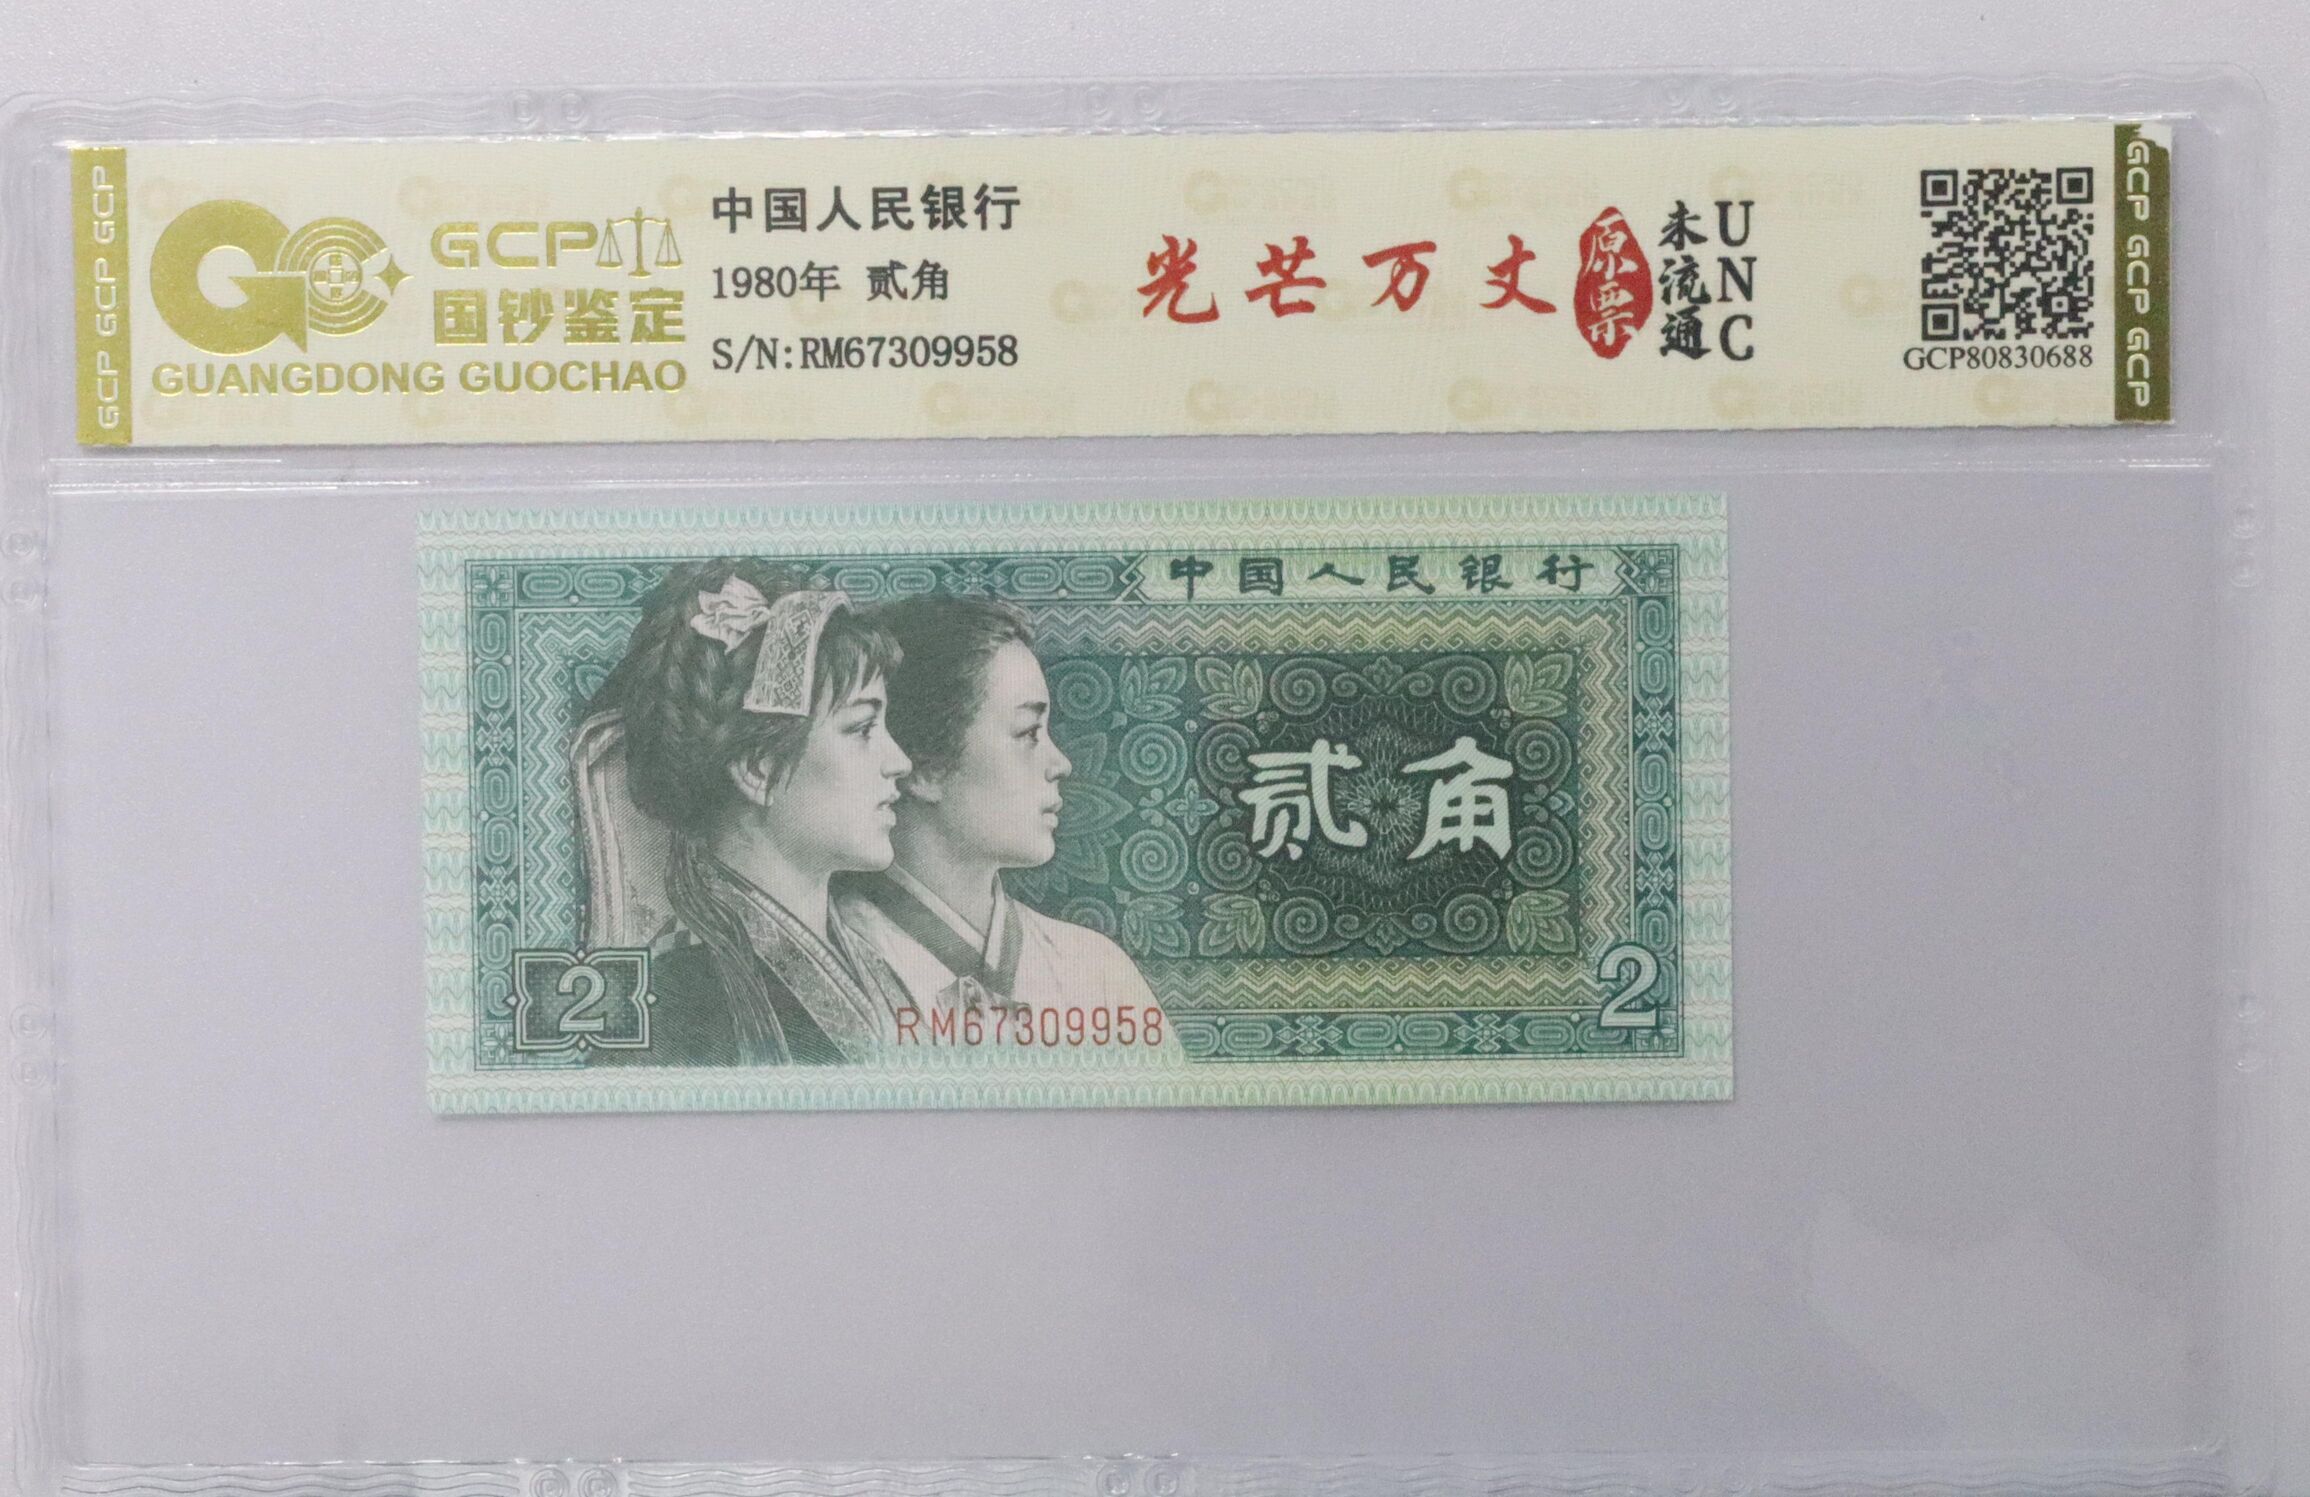 GCP GCP GCP
GCP
国钞鉴定
GUANGDONG GUOCHAO
中国人民银行
1980年 贰角
S/N:RM67309958
光芒万丈
原票
未流通
UNC
GCP80830688
GCP GCP GCP
中国人民银行
贰角
2
2
RM67309958